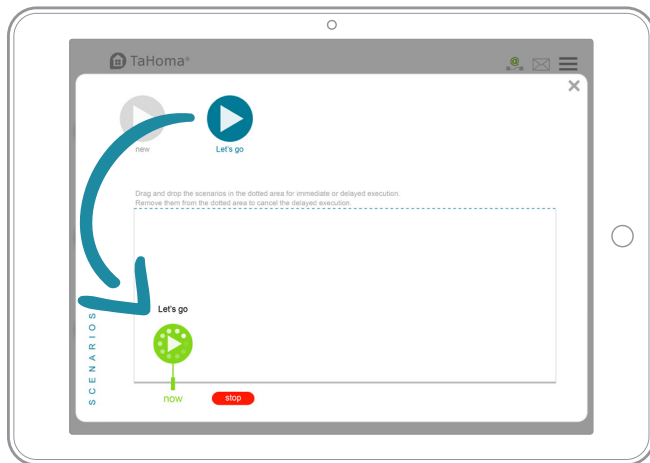 TaHoma®
@
new
Let's go
Drag and drop the scenarios in the dotted area for immediate or delayed execution.
Remove them from the dotted area to cancel the delayed execution.
SCENARIOS
Let's go
now
stop